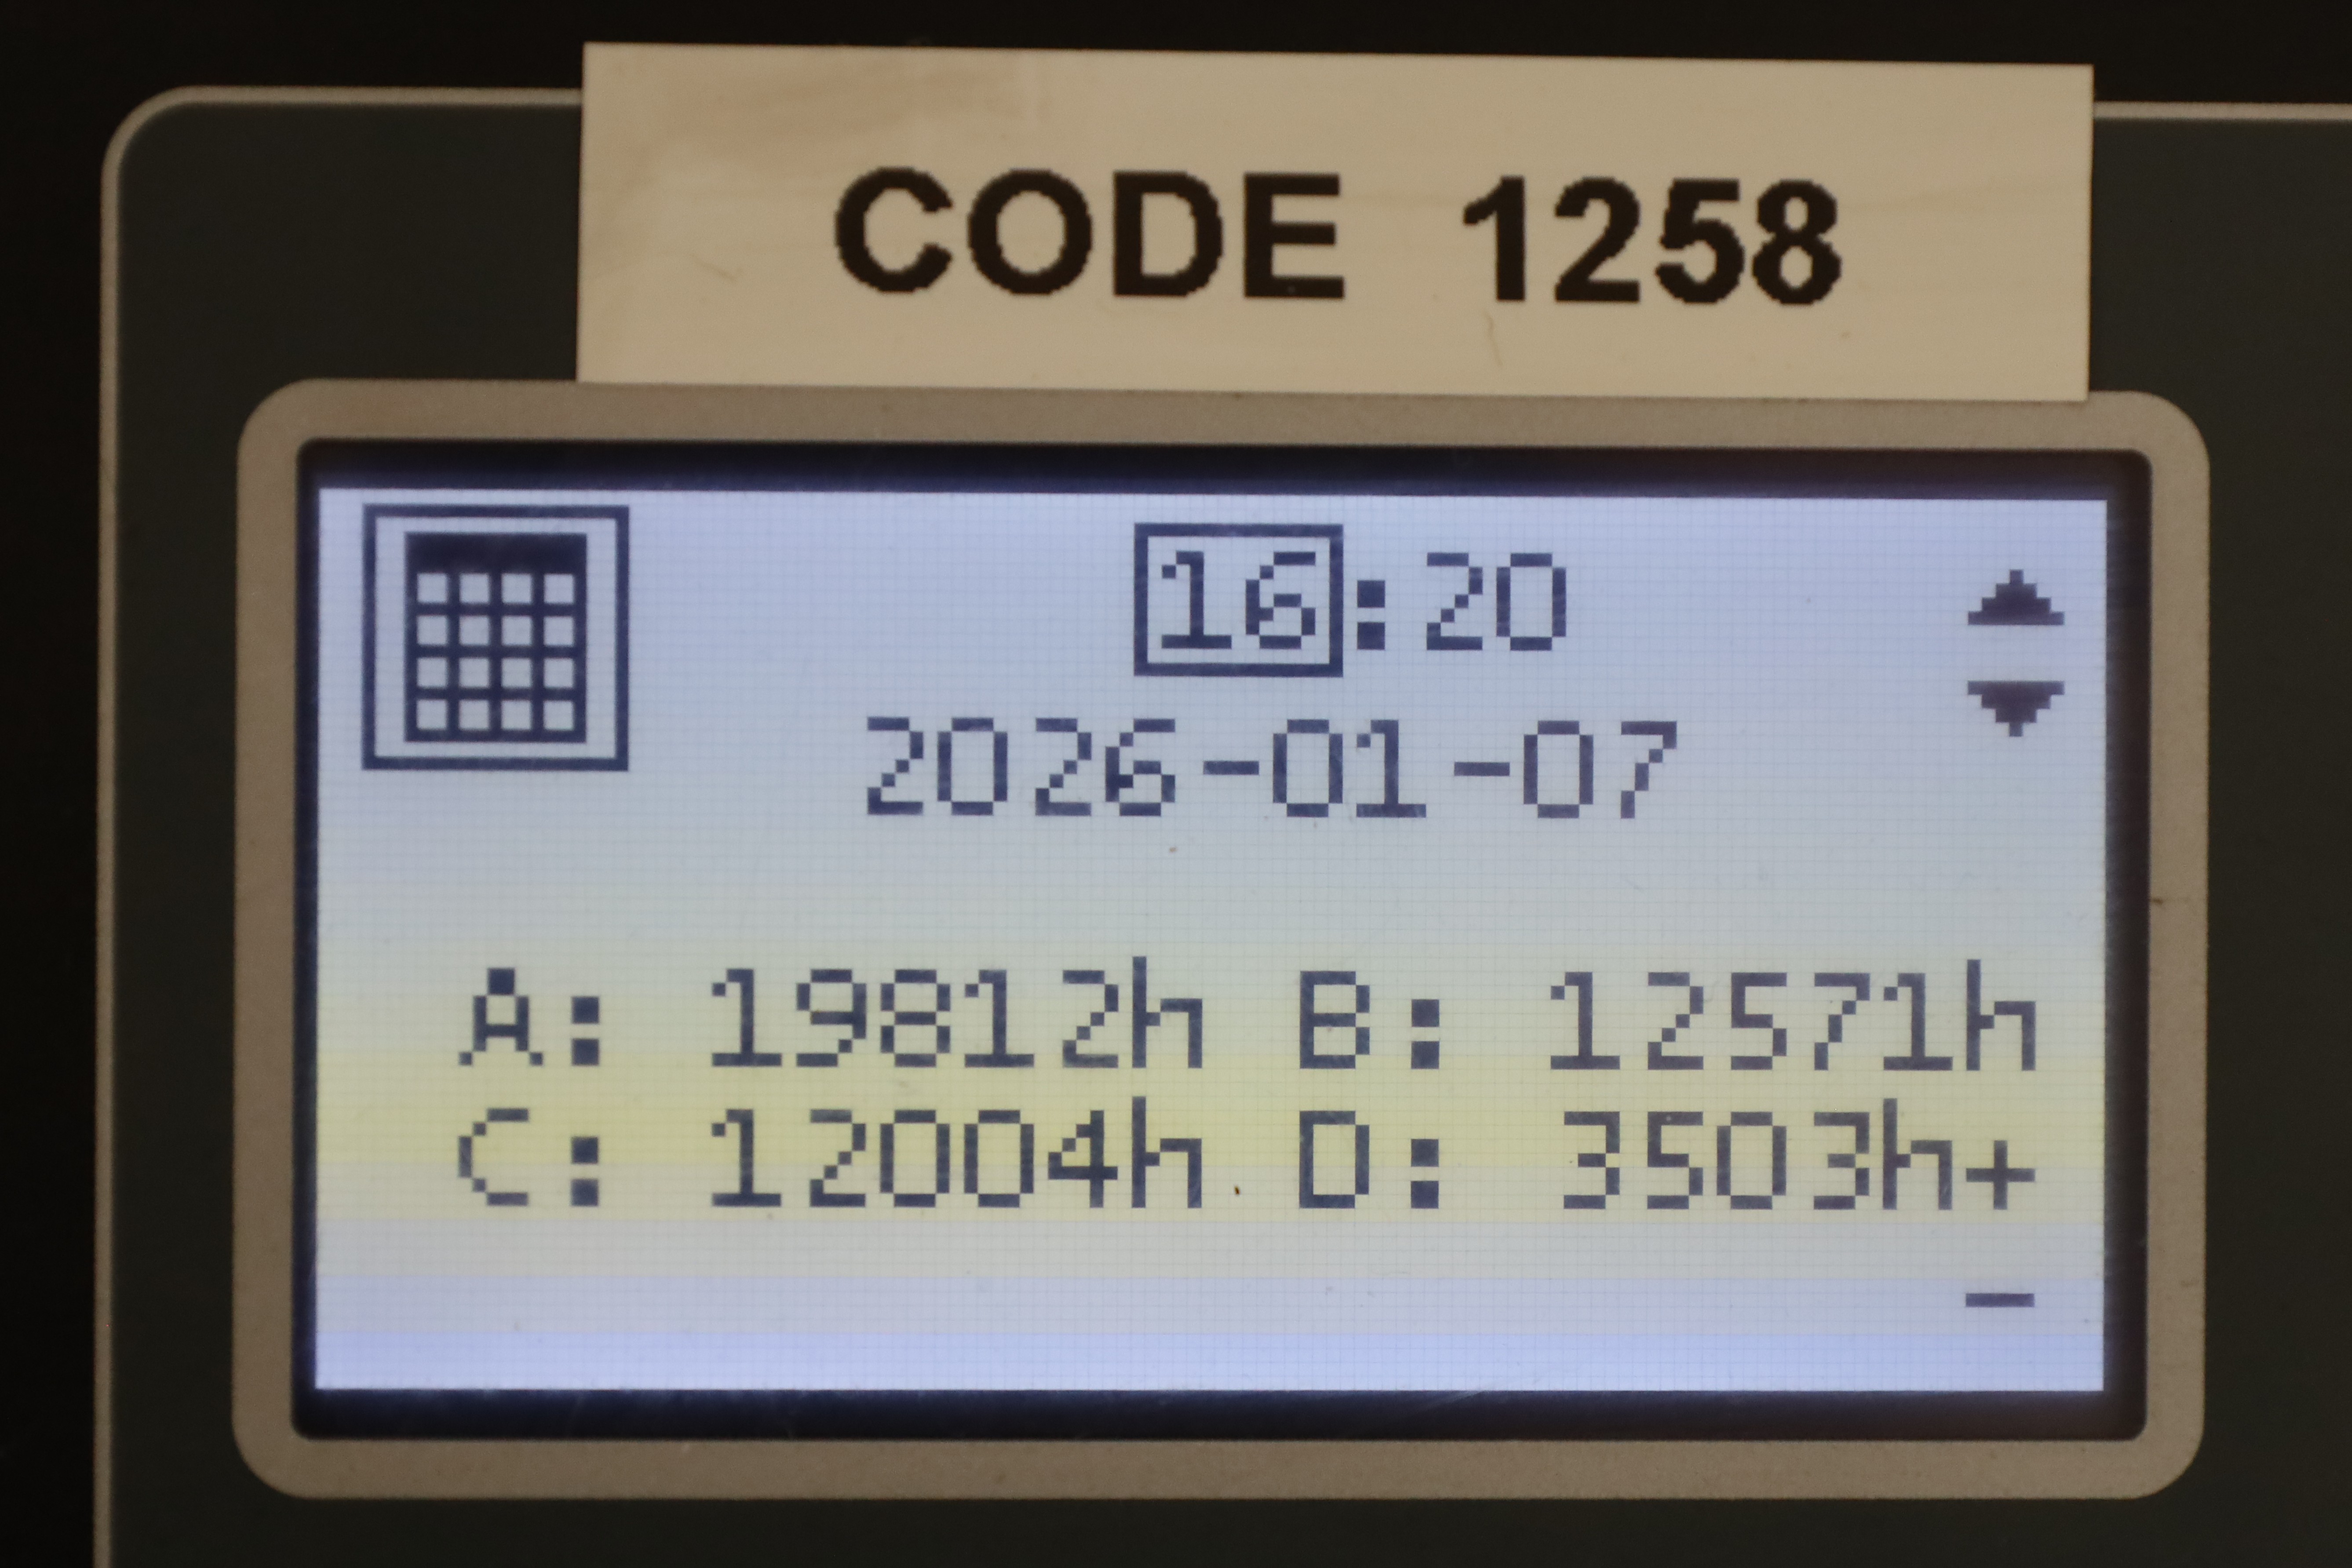 CODE 1258
16:20
2026-01-07
A: 19812h B: 12571h
C: 12004h D: 3503h+
-